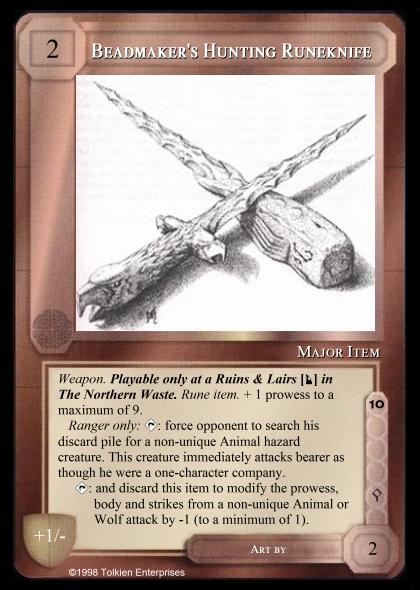 2
BEADMAKER'S HUNTING RUNEKNIFE
MAJOR ITEM
Weapon. Playable only at a Ruins & Lairs [] in
The Northern Waste. Rune item. + 1 prowess to a
maximum of 9.
Ranger only: : force opponent to search his
discard pile for a non-unique Animal hazard
creature. This creature immediately attacks bearer as
though he were a one-character company.
: and discard this item to modify the prowess,
body and strikes from a non-unique Animal or
Wolf attack by -1 (to a minimum of 1).
10
+1/-
ART BY
2
©1998 Tolkien Enterprises